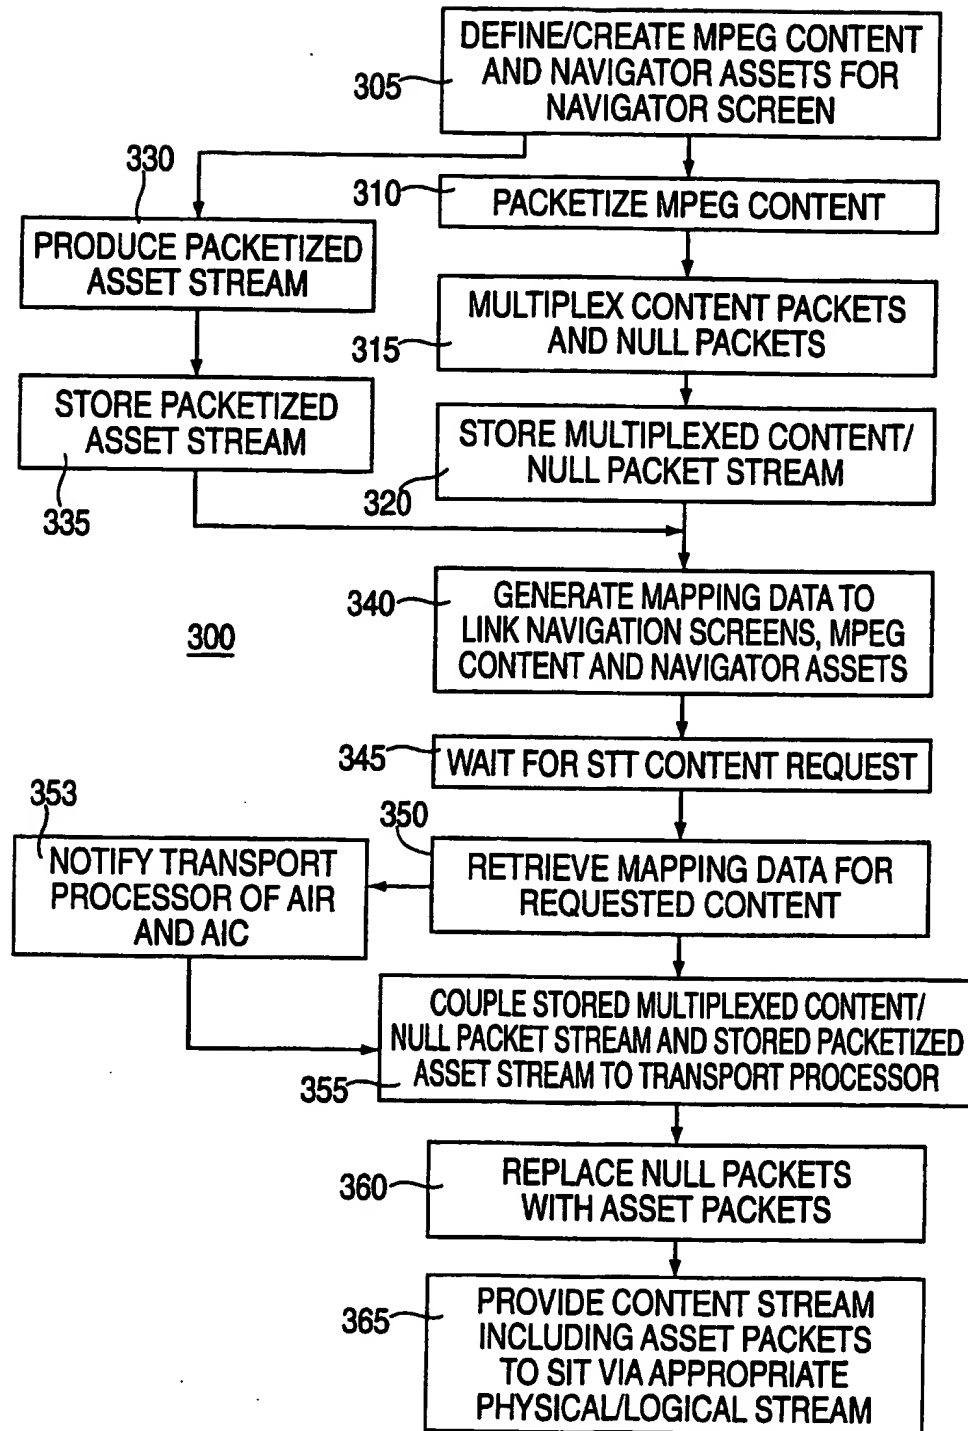 DEFINE/CREATE MPEG CONTENT
AND NAVIGATOR ASSETS FOR
NAVIGATOR SCREEN
305
330
310
PACKETIZE MPEG CONTENT
PRODUCE PACKETIZED
ASSET STREAM
MULTIPLEX CONTENT PACKETS
AND NULL PACKETS
315
STORE PACKETIZED
ASSET STREAM
335
STORE MULTIPLEXED CONTENT/
NULL PACKET STREAM
320
340
GENERATE MAPPING DATA TO
LINK NAVIGATION SCREENS, MPEG
CONTENT AND NAVIGATOR ASSETS
300
345
WAIT FOR STT CONTENT REQUEST
353
350
NOTIFY TRANSPORT
PROCESSOR OF AIR
AND AIC
RETRIEVE MAPPING DATA FOR
REQUESTED CONTENT
COUPLE STORED MULTIPLEXED CONTENT/
NULL PACKET STREAM AND STORED PACKETIZED
ASSET STREAM TO TRANSPORT PROCESSOR
355
360
REPLACE NULL PACKETS
WITH ASSET PACKETS
365
PROVIDE CONTENT STREAM
INCLUDING ASSET PACKETS
TO SIT VIA APPROPRIATE
PHYSICAL/LOGICAL STREAM